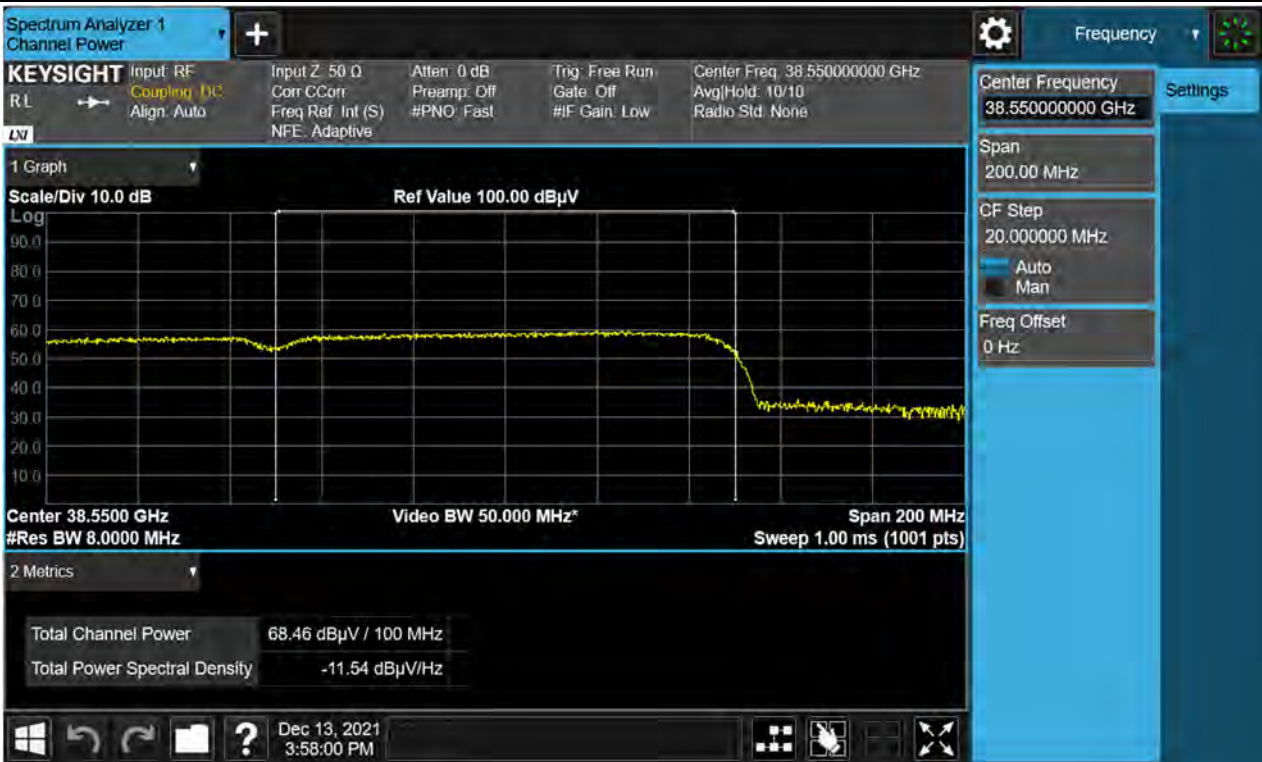 Spectrum Analyzer 1
Channel Power
+
Frequency
KEYSIGHT
RL
LXI
Input: RF
Coupling: DC
Align: Auto
Input Z: 50 Ω
Corr CCorr
Freq Ref: Int (S)
NFE: Adaptive
Atten: 0 dB
Preamp: Off
#PNO: Fast
Trig: Free Run
Gate: Off
#IF Gain: Low
Center Freq: 38.550000000 GHz
Avg|Hold: 10/10
Radio Std: None
Center Frequency
38.550000000 GHz
Settings
Span
200.00 MHz
CF Step
20.000000 MHz
Auto
Man
Freq Offset
0 Hz
1 Graph
Scale/Div 10.0 dB
Ref Value 100.00 dBµV
Log
90.0
80.0
70.0
60.0
50.0
40.0
30.0
20.0
10.0
Center 38.5500 GHz
Video BW 50.000 MHz*
Span 200 MHz
#Res BW 8.0000 MHz
Sweep 1.00 ms (1001 pts)
2 Metrics
Total Channel Power 68.46 dBµV / 100 MHz
Total Power Spectral Density -11.54 dBµV/Hz
?
Dec 13, 2021
3:58:00 PM